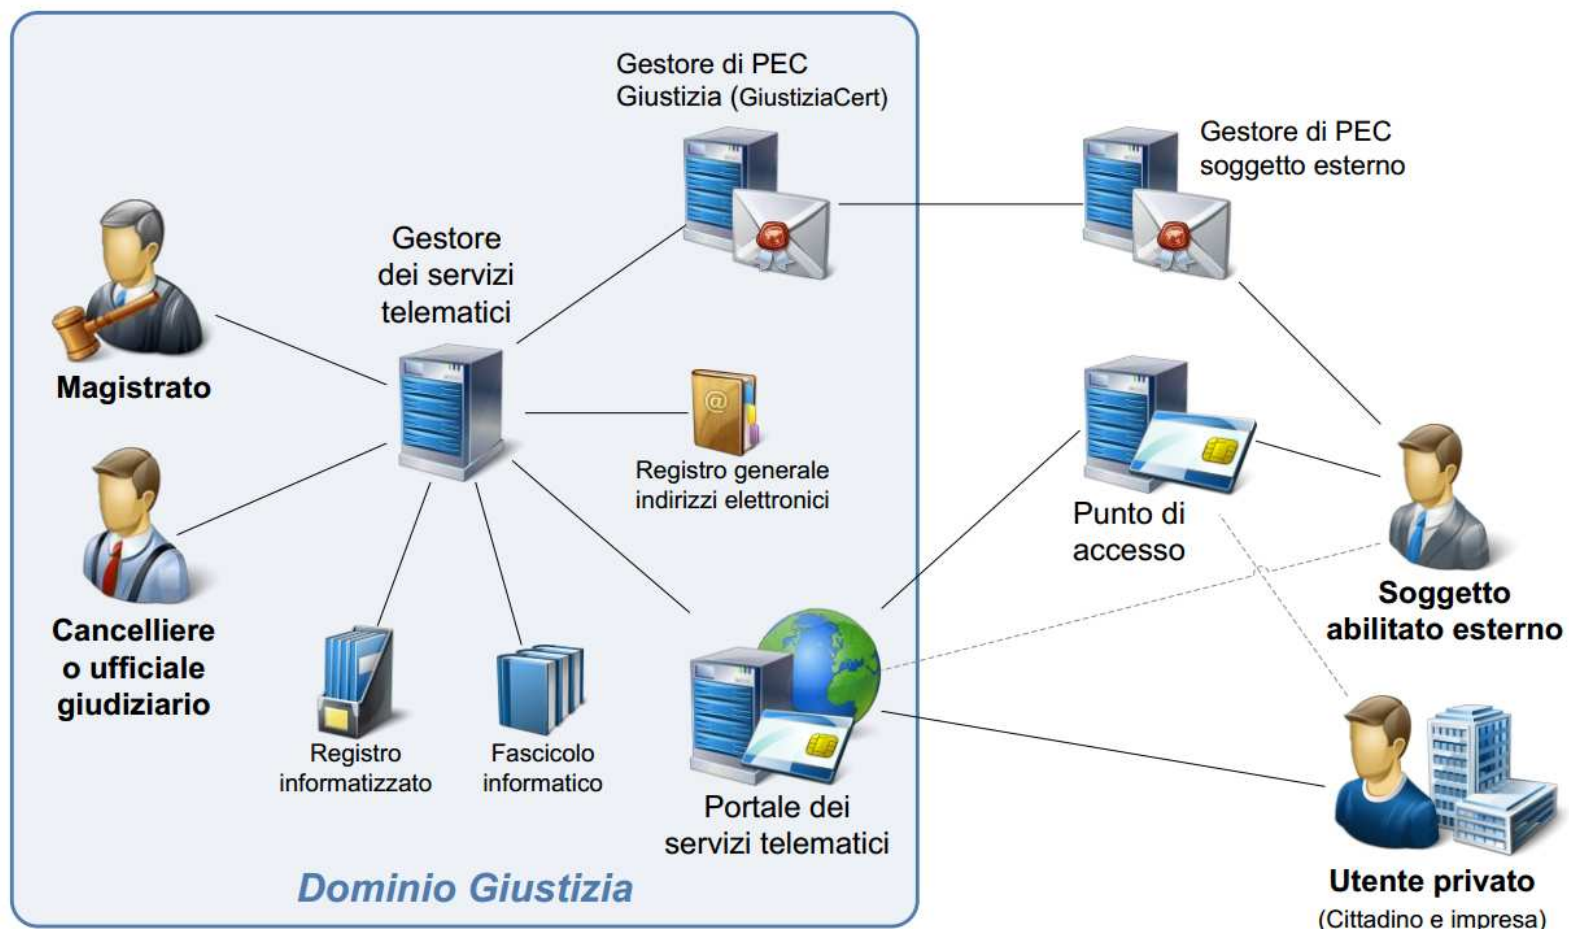 Gestore di PEC
Giustizia (GiustiziaCert)
Gestore di PEC
soggetto esterno
Gestore
dei servizi
telematici
Magistrato
@
Registro generale
indirizzi elettronici
Punto di
accesso
Soggetto
abilitato esterno
Cancelliere
o ufficiale
giudiziario
Registro
informatizzato
Fascicolo
informatico
Portale dei
servizi telematici
Utente privato
(Cittadino e impresa)
Dominio Giustizia